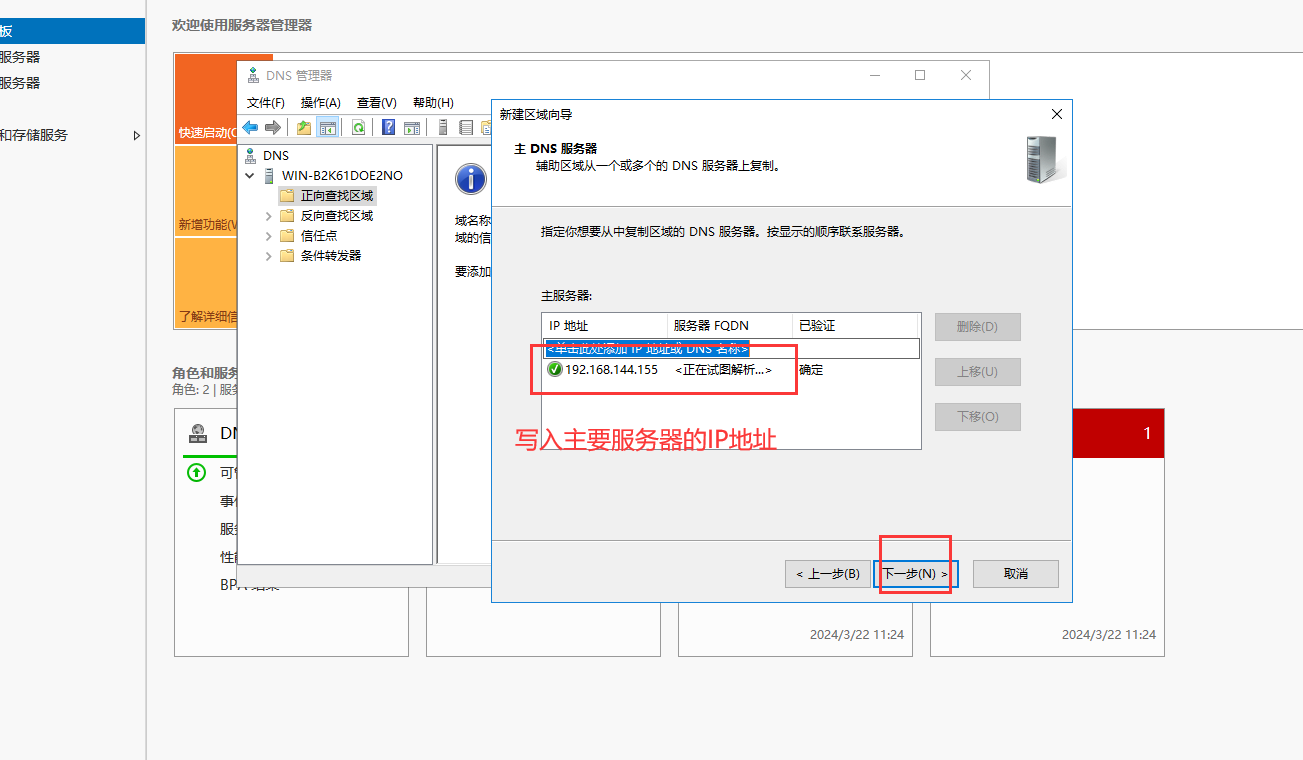 欢迎使用服务器管理器
板
服务器
服务器
和存储服务
快速启动(
新增功能(
了解详细信
DNS 管理器
文件(F) 操作(A) 查看(V) 帮助(H)
DNS
WIN-B2K61DOE2NO
正向查找区域
反向查找区域
信任点
条件转发器
域名称
域的信
要添加
新建区域向导
主 DNS 服务器
辅助区域从一个或多个的 DNS 服务器上复制。
指定你想要从中复制区域的 DNS 服务器。按显示的顺序联系服务器。
主服务器:
IP 地址 服务器 FQDN 已验证
<单击此处添加 IP 地址或 DNS 名称>
192.168.144.155 <正在试图解析...> 确定
删除(D)
上移(U)
下移(O)
写入主要服务器的IP地址
< 上一步(B) 下一步(N) > 取消
角色和服务
角色: 2 | 服务
1
事件
服务
2024/3/22 11:24
2024/3/22 11:24